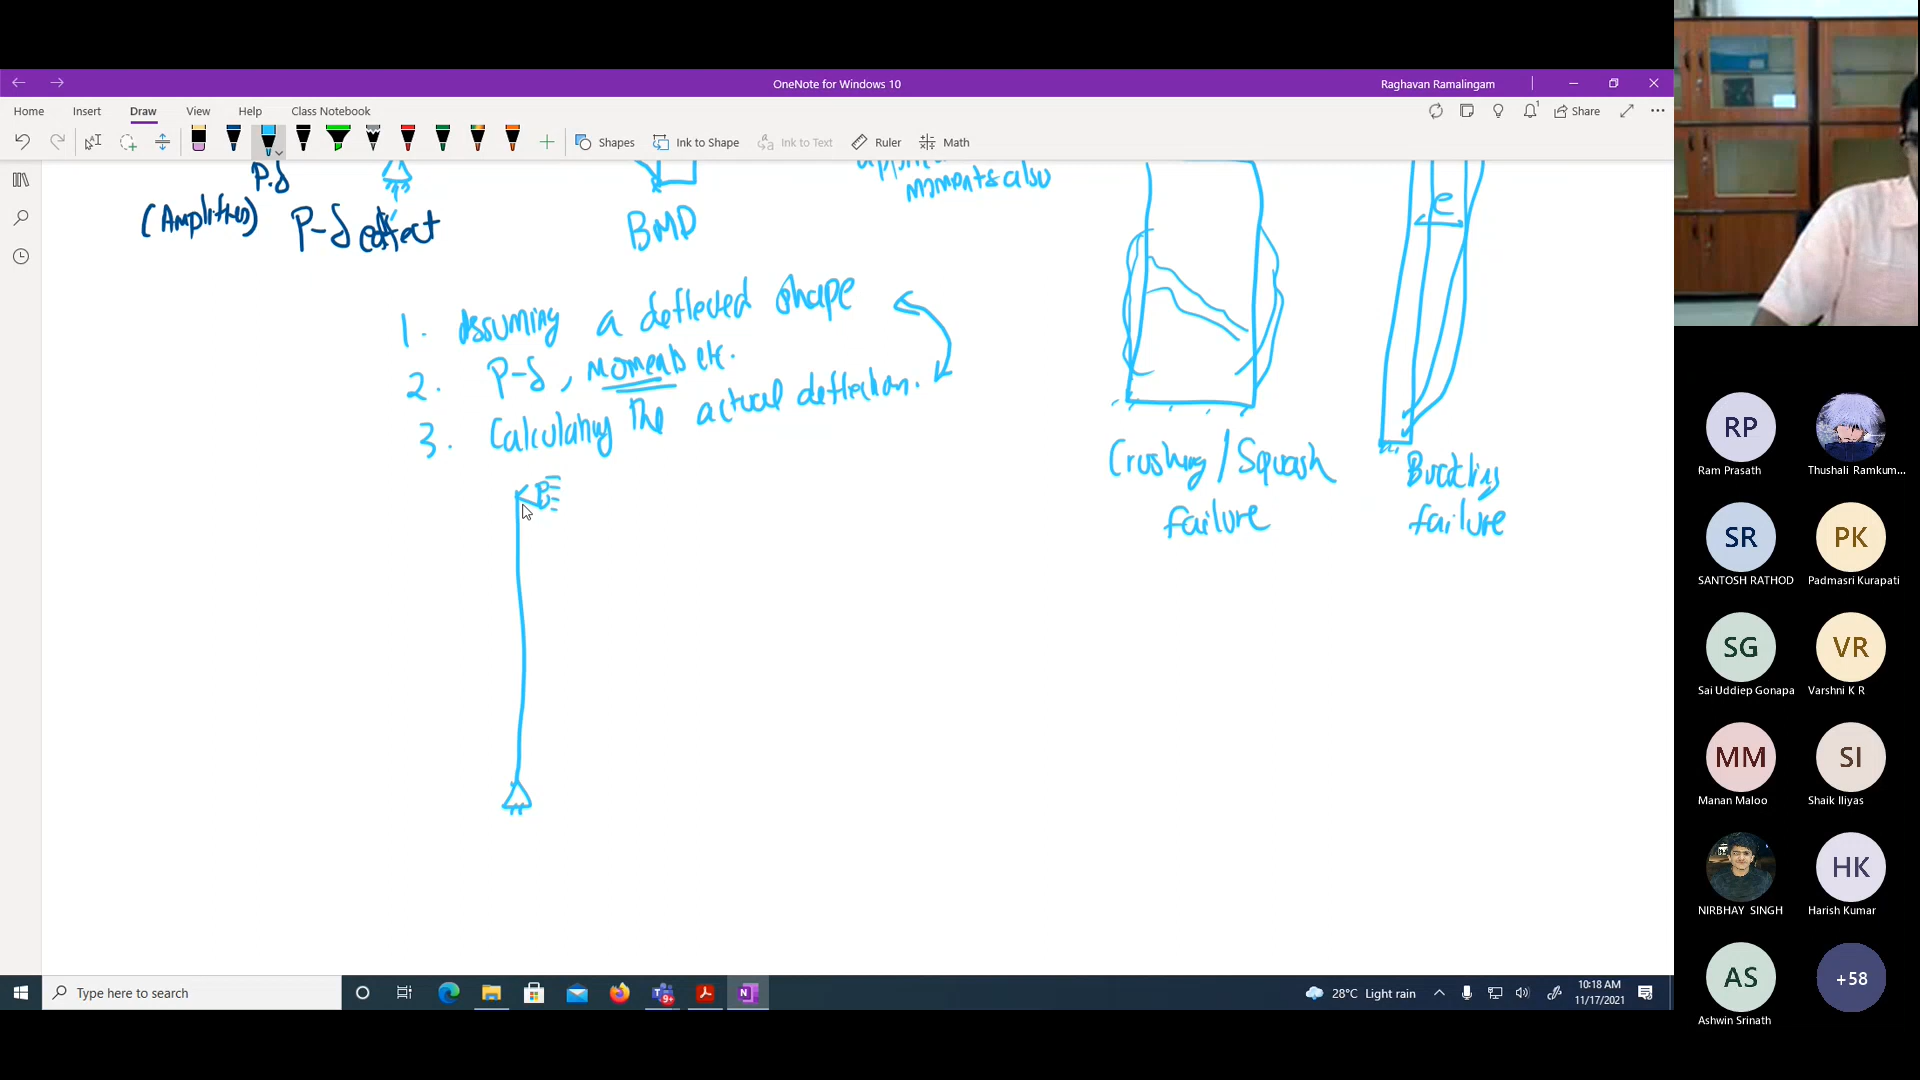 OneNote for Windows 10
Raghavan Ramalingam
Home Insert Draw View Help Class Notebook
Share
Shapes Ink to Shape Ink to Text Ruler Math
P.δ
(Amplifies) P-δ effect
BMD
moments also
e
1. Assuming a deflected shape
2. P-δ, moments etc.
3. Calculating the actual deflection.
Crushing / Squash
failure
Buckling
failure
RP
Ram Prasath
Thushali Ramkum...
SR
SANTOSH RATHOD
PK
Padmasri Kurapati
SG
Sai Uddiep Gonapa
VR
Varshni K R
MM
Manan Maloo
SI
Shaik Iliyas
NIRBHAY SINGH
HK
Harish Kumar
AS
Ashwin Srinath
+58
Type here to search
9+
28°C Light rain
10:18 AM
11/17/2021